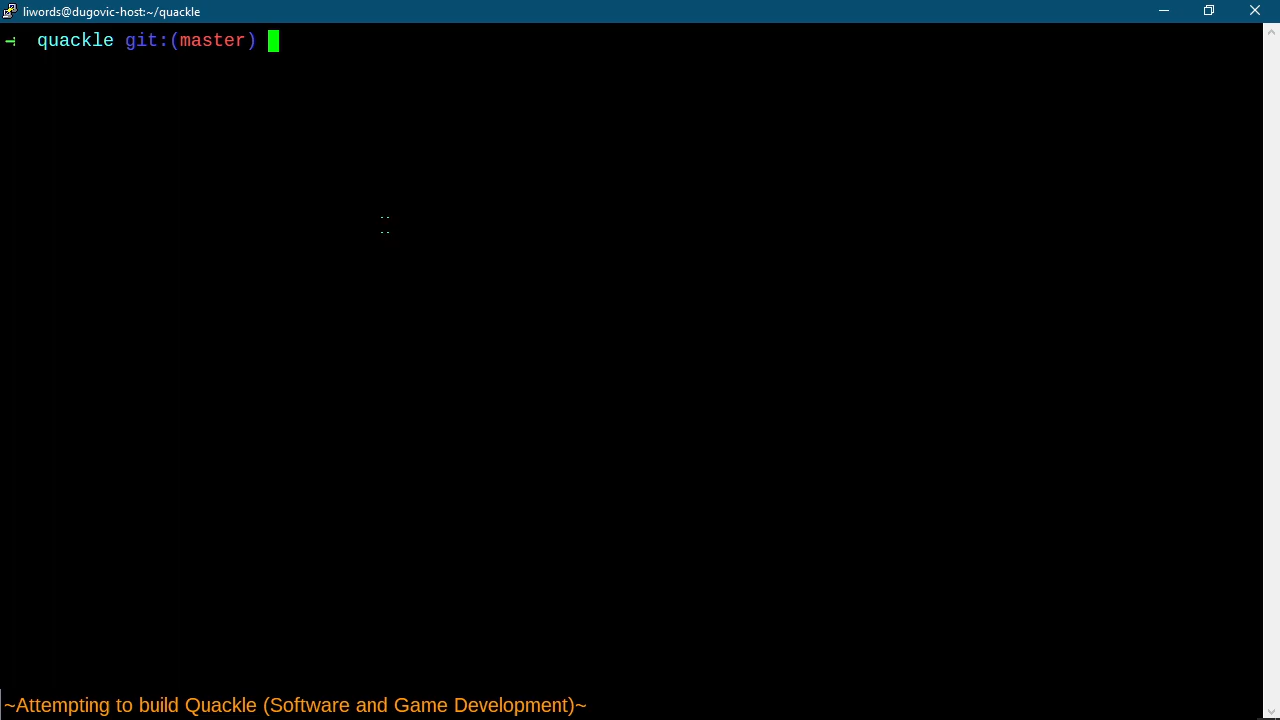 liwords@dugovic-host:~/quackle
→ quackle git:(master)
~Attempting to build Quackle (Software and Game Development)~